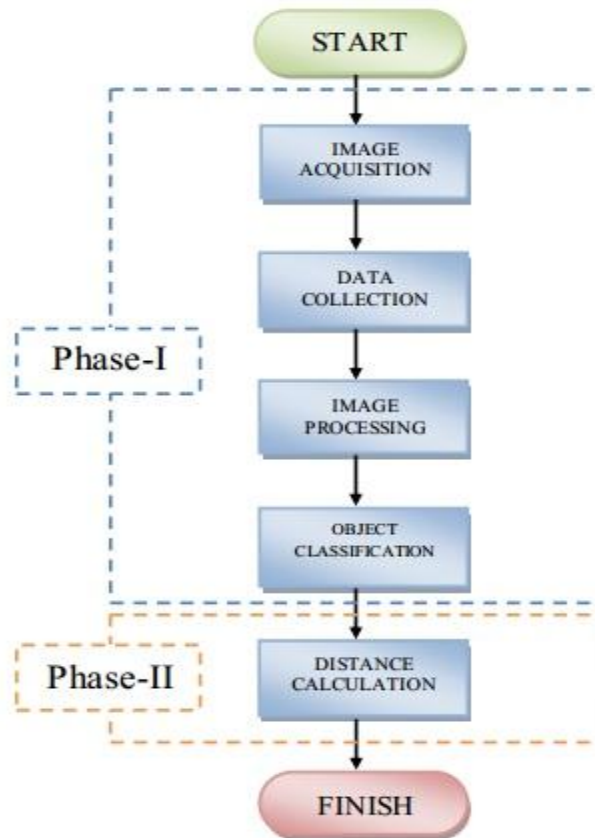 START
IMAGE
ACQUISITION
DATA
COLLECTION
Phase-I
IMAGE
PROCESSING
OBJECT
CLASSIFICATION
Phase-II
DISTANCE
CALCULATION
FINISH